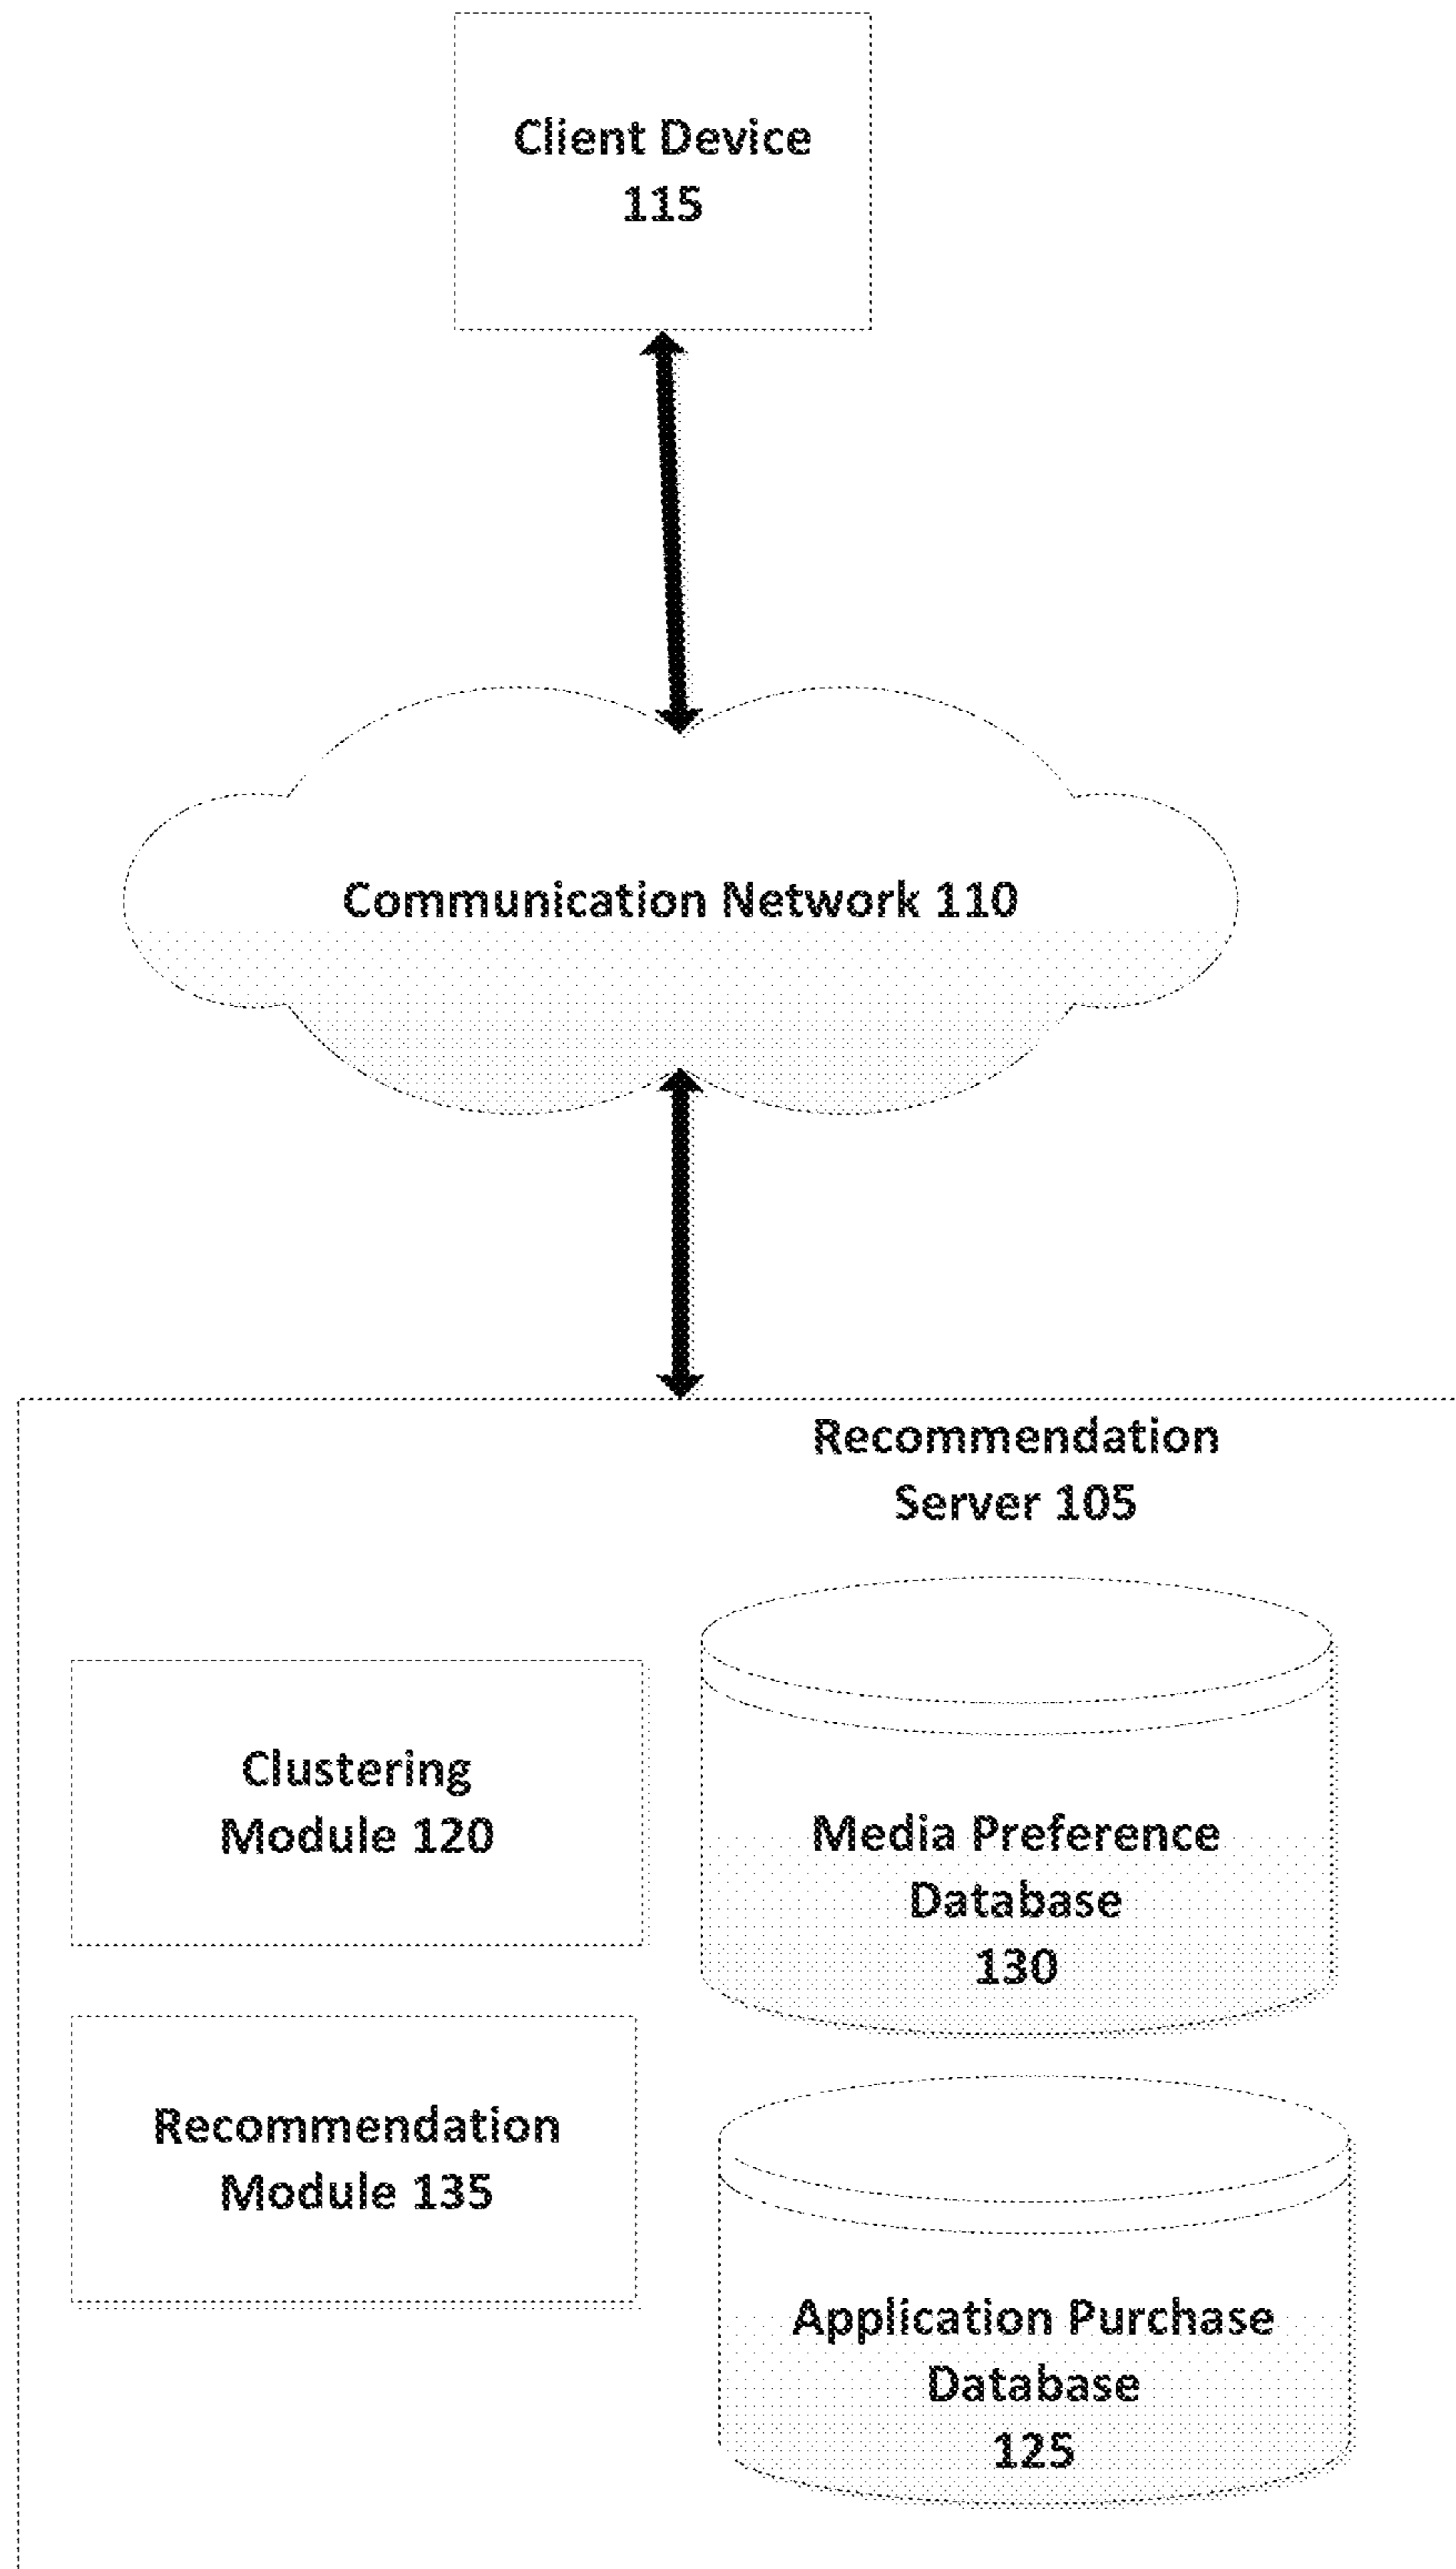 Client Device
115
Communication Network 110
Recommendation
Server 105
Clustering
Module 120
Media Preference
Database
130
Recommendation
Module 135
Application Purchase
Database
125